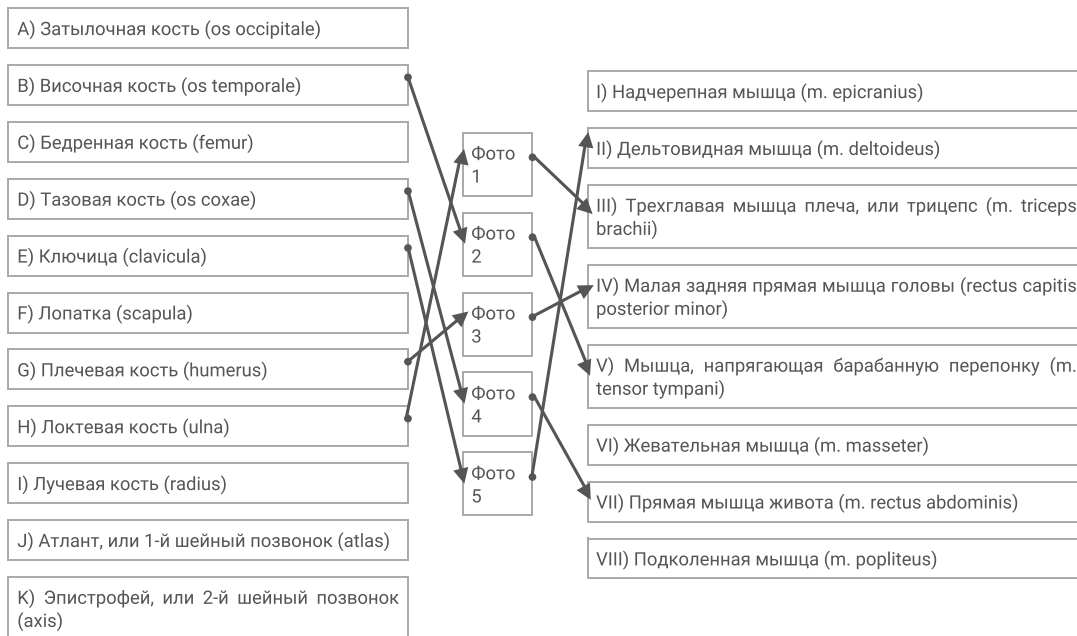 A) Затылочная кость (os occipitale)
B) Височная кость (os temporale)
C) Бедренная кость (femur)
D) Тазовая кость (os coxae)
E) Ключица (clavicula)
F) Лопатка (scapula)
G) Плечевая кость (humerus)
H) Локтевая кость (ulna)
I) Лучевая кость (radius)
J) Атлант, или 1-й шейный позвонок (atlas)
K) Эпистрофей, или 2-й шейный позвонок
(axis)
Фото
1
Фото
2
Фото
3
Фото
4
Фото
5
I) Надчерепная мышца (m. epicranius)
II) Дельтовидная мышца (m. deltoideus)
III) Трехглавая мышца плеча, или трицепс (m. triceps
brachii)
IV) Малая задняя прямая мышца головы (rectus capitis
posterior minor)
V) Мышца, напрягающая барабанную перепонку (m.
tensor tympani)
VI) Жевательная мышца (m. masseter)
VII) Прямая мышца живота (m. rectus abdominis)
VIII) Подколенная мышца (m. popliteus)